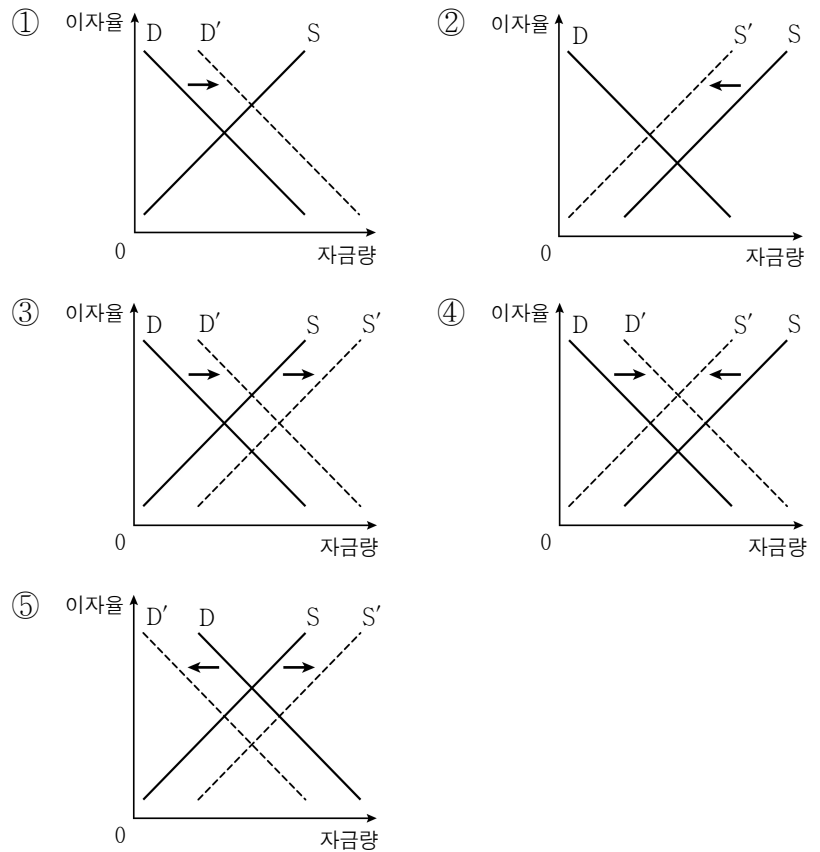 ① 이자율 D D′ S
0 자금량
② 이자율 D S′ S
0 자금량
③ 이자율 D D′ S S′
0 자금량
④ 이자율 D D′ S′ S
0 자금량
⑤ 이자율 D′ D S S′
0 자금량